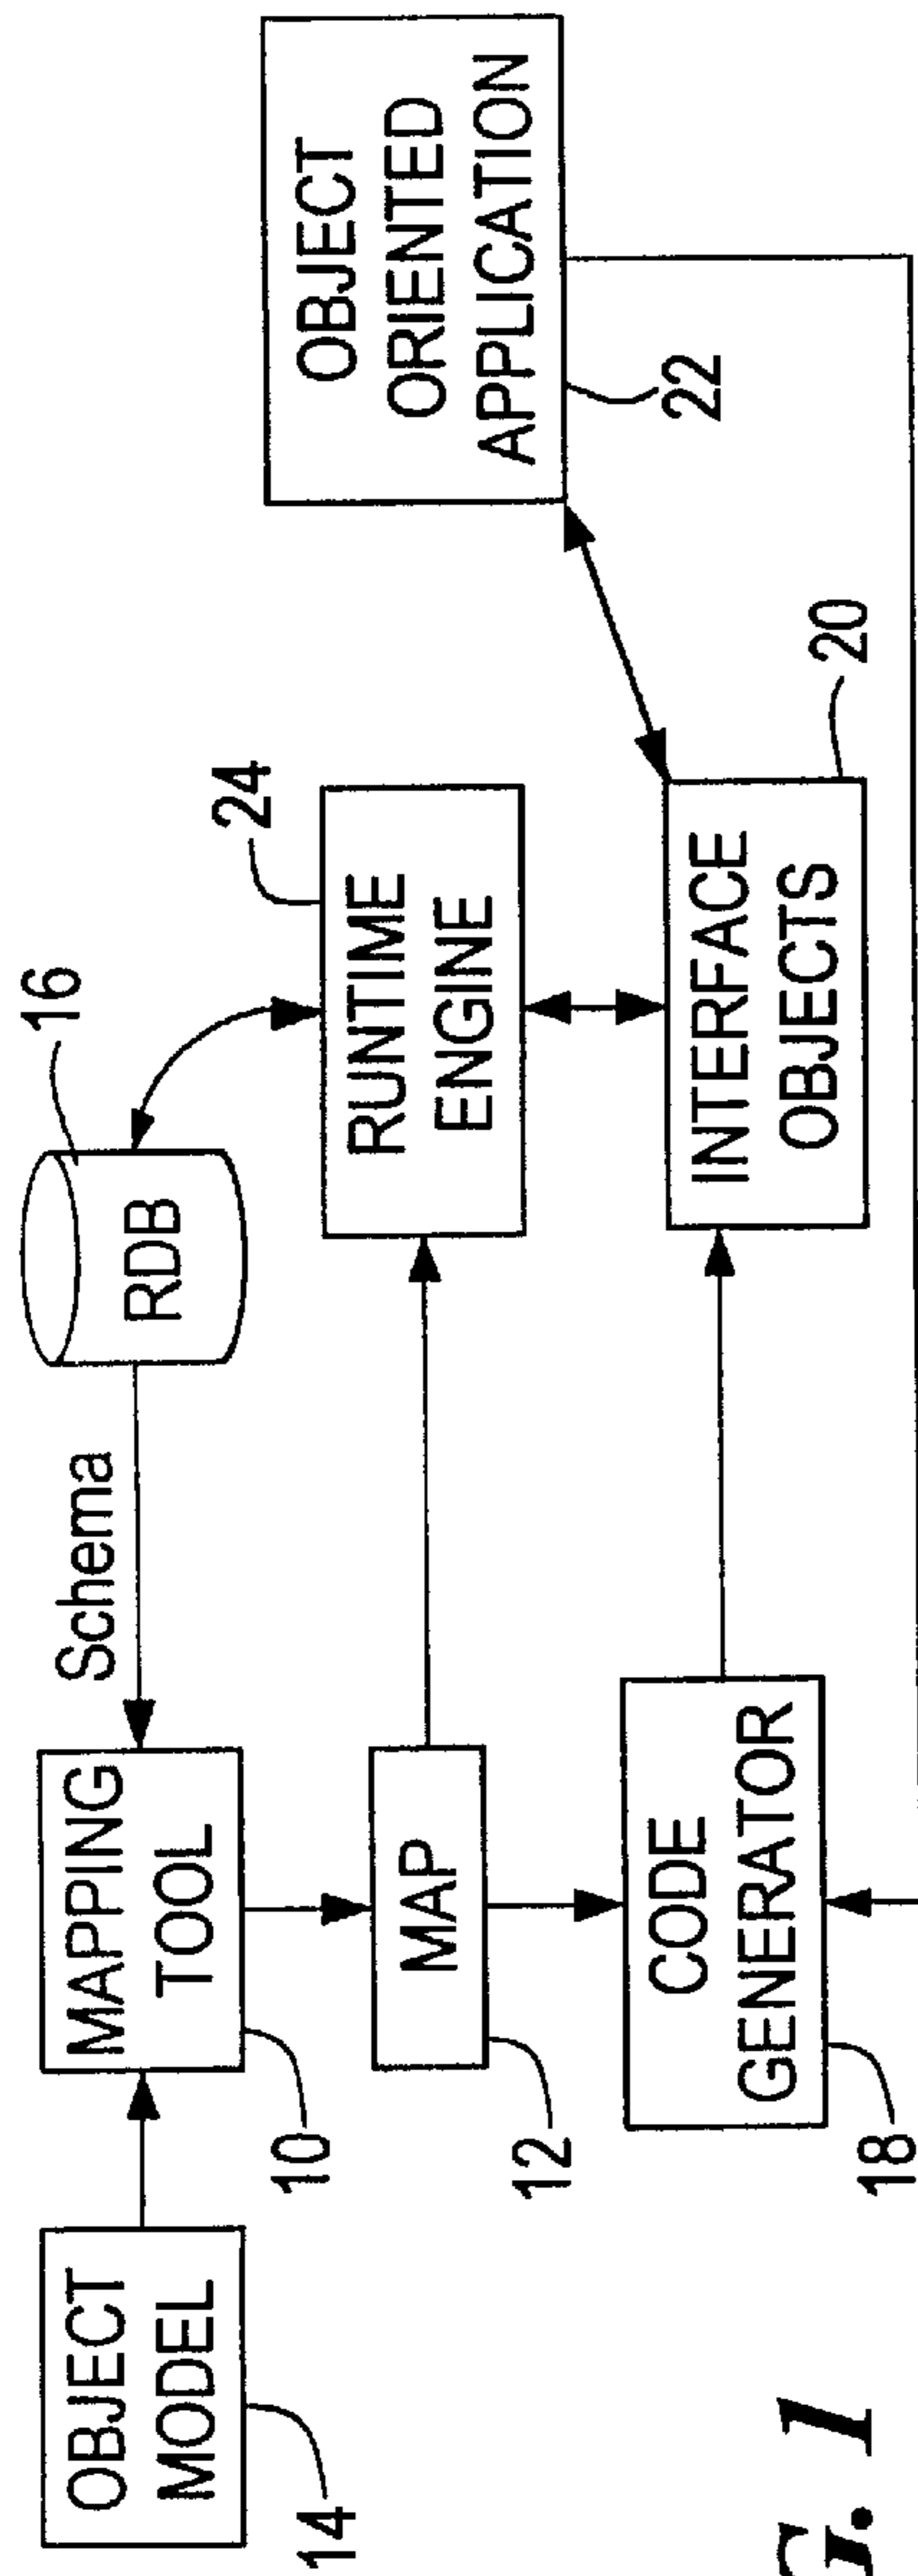 OBJECT
MODEL
14
MAPPING
TOOL
10
Schema
RDB
16
MAP
12
RUNTIME
ENGINE
24
CODE
GENERATOR
18
INTERFACE
OBJECTS
20
OBJECT
ORIENTED
APPLICATION
22
G. 1